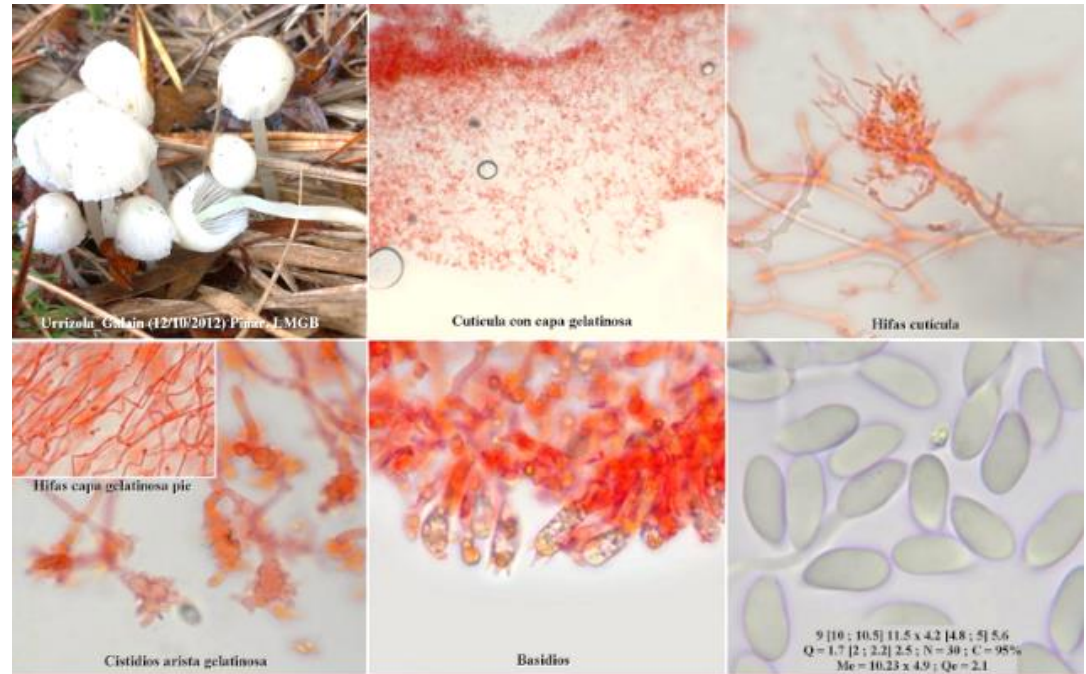 Urrizola_Galain (12/10/2012) Pinar. LMGB
Cutícula con capa gelatinosa
Hifas cutícula
Hifas capa gelatinosa pie
Cistidios arista gelatinosa
Basidios
9 [10 ; 10.5] 11.5 x 4.2 [4.8 ; 5] 5.6
Q = 1.7 [2 ; 2.2] 2.5 ; N = 30 ; C = 95%
Me = 10.23 x 4.9 ; Qe = 2.1